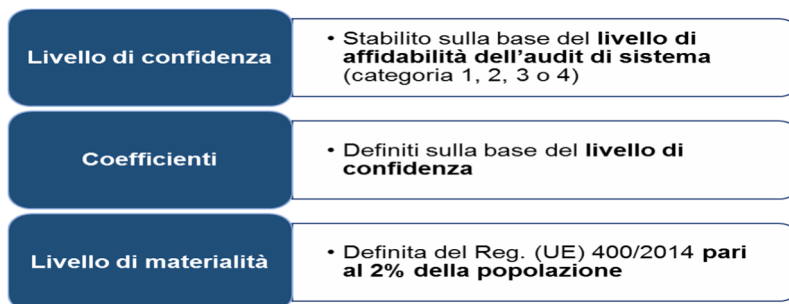 Livello di confidenza
• Stabilito sulla base del livello di
affidabilità dell'audit di sistema
(categoria 1, 2, 3 o 4)
Coefficienti
• Definiti sulla base del livello di
confidenza
Livello di materialità
• Definita del Reg. (UE) 400/2014 pari
al 2% della popolazione